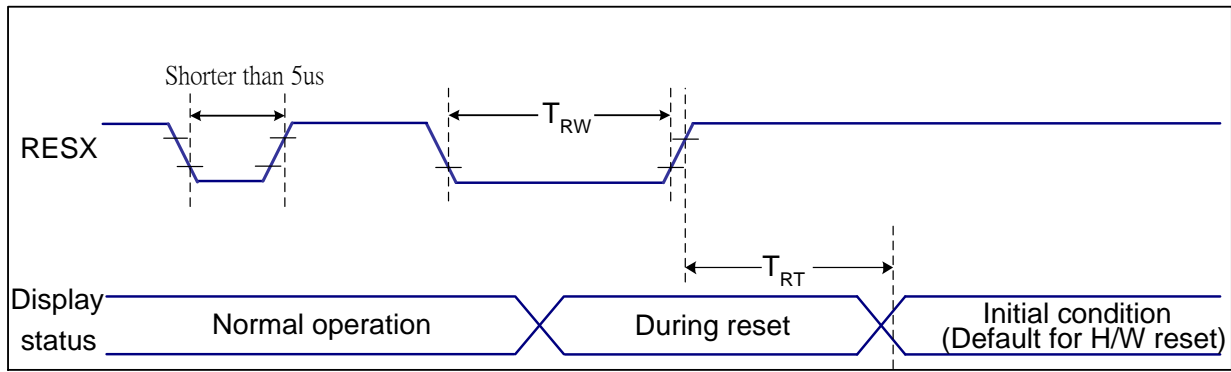 Shorter than 5us
RESX
TRW
TRT
Display
status
Normal operation
During reset
Initial condition
(Default for H/W reset)